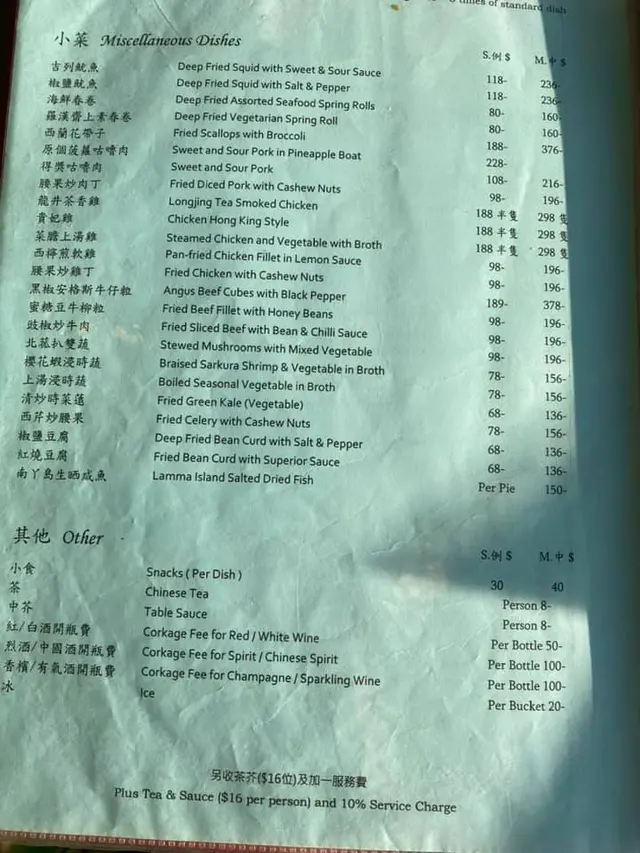 times of standard dish
小菜 Miscellaneous Dishes S.例 $ M.中 $
吉列魷魚 Deep Fried Squid with Sweet & Sour Sauce 118- 236-
椒鹽魷魚 Deep Fried Squid with Salt & Pepper 118- 236-
海鮮春卷 Deep Fried Assorted Seafood Spring Rolls 80- 160-
羅漢齋上素春卷 Deep Fried Vegetarian Spring Roll 80- 160-
西蘭花帶子 Fried Scallops with Broccoli 188- 376-
原個菠蘿咕嚕肉 Sweet and Sour Pork in Pineapple Boat 228-
得獎咕嚕肉 Sweet and Sour Pork 108- 216-
腰果炒肉丁 Fried Diced Pork with Cashew Nuts 98- 196-
龍井茶香雞 Longjing Tea Smoked Chicken 188 半隻 298 隻
貴妃雞 Chicken Hong King Style 188 半隻 298 隻
菜膽上湯雞 Steamed Chicken and Vegetable with Broth 188 半隻 298 隻
西檸煎軟雞 Pan-fried Chicken Fillet in Lemon Sauce 98- 196-
腰果炒雞丁 Fried Chicken with Cashew Nuts 98- 196-
黑椒安格斯牛仔粒 Angus Beef Cubes with Black Pepper 189- 378-
蜜糖豆牛柳粒 Fried Beef Fillet with Honey Beans 98- 196-
豉椒炒牛肉 Fried Sliced Beef with Bean & Chilli Sauce 98- 196-
北菰扒雙蔬 Stewed Mushrooms with Mixed Vegetable 98- 196-
櫻花蝦浸時蔬 Braised Sarkura Shrimp & Vegetable in Broth 78- 156-
上湯浸時蔬 Boiled Seasonal Vegetable in Broth 78- 156-
清炒時菜薳 Fried Green Kale (Vegetable) 68- 136-
西芹炒腰果 Fried Celery with Cashew Nuts 78- 156-
椒鹽豆腐 Deep Fried Bean Curd with Salt & Pepper 68- 136-
紅燒豆腐 Fried Bean Curd with Superior Sauce 68- 136-
南丫島生晒咸魚 Lamma Island Salted Dried Fish Per Pie 150-
其他 Other S.例 $ M.中 $
小食 Snacks ( Per Dish ) 30 40
茶 Chinese Tea Person 8-
中芥 Table Sauce Person 8-
紅/白酒開瓶費 Corkage Fee for Red / White Wine Per Bottle 50-
烈酒/中國酒開瓶費 Corkage Fee for Spirit / Chinese Spirit Per Bottle 100-
香檳/有氣酒開瓶費 Corkage Fee for Champagne / Sparkling Wine Per Bottle 100-
冰 Ice Per Bucket 20-
另收茶芥($16位)及加一服務費
Plus Tea & Sauce ($16 per person) and 10% Service Charge